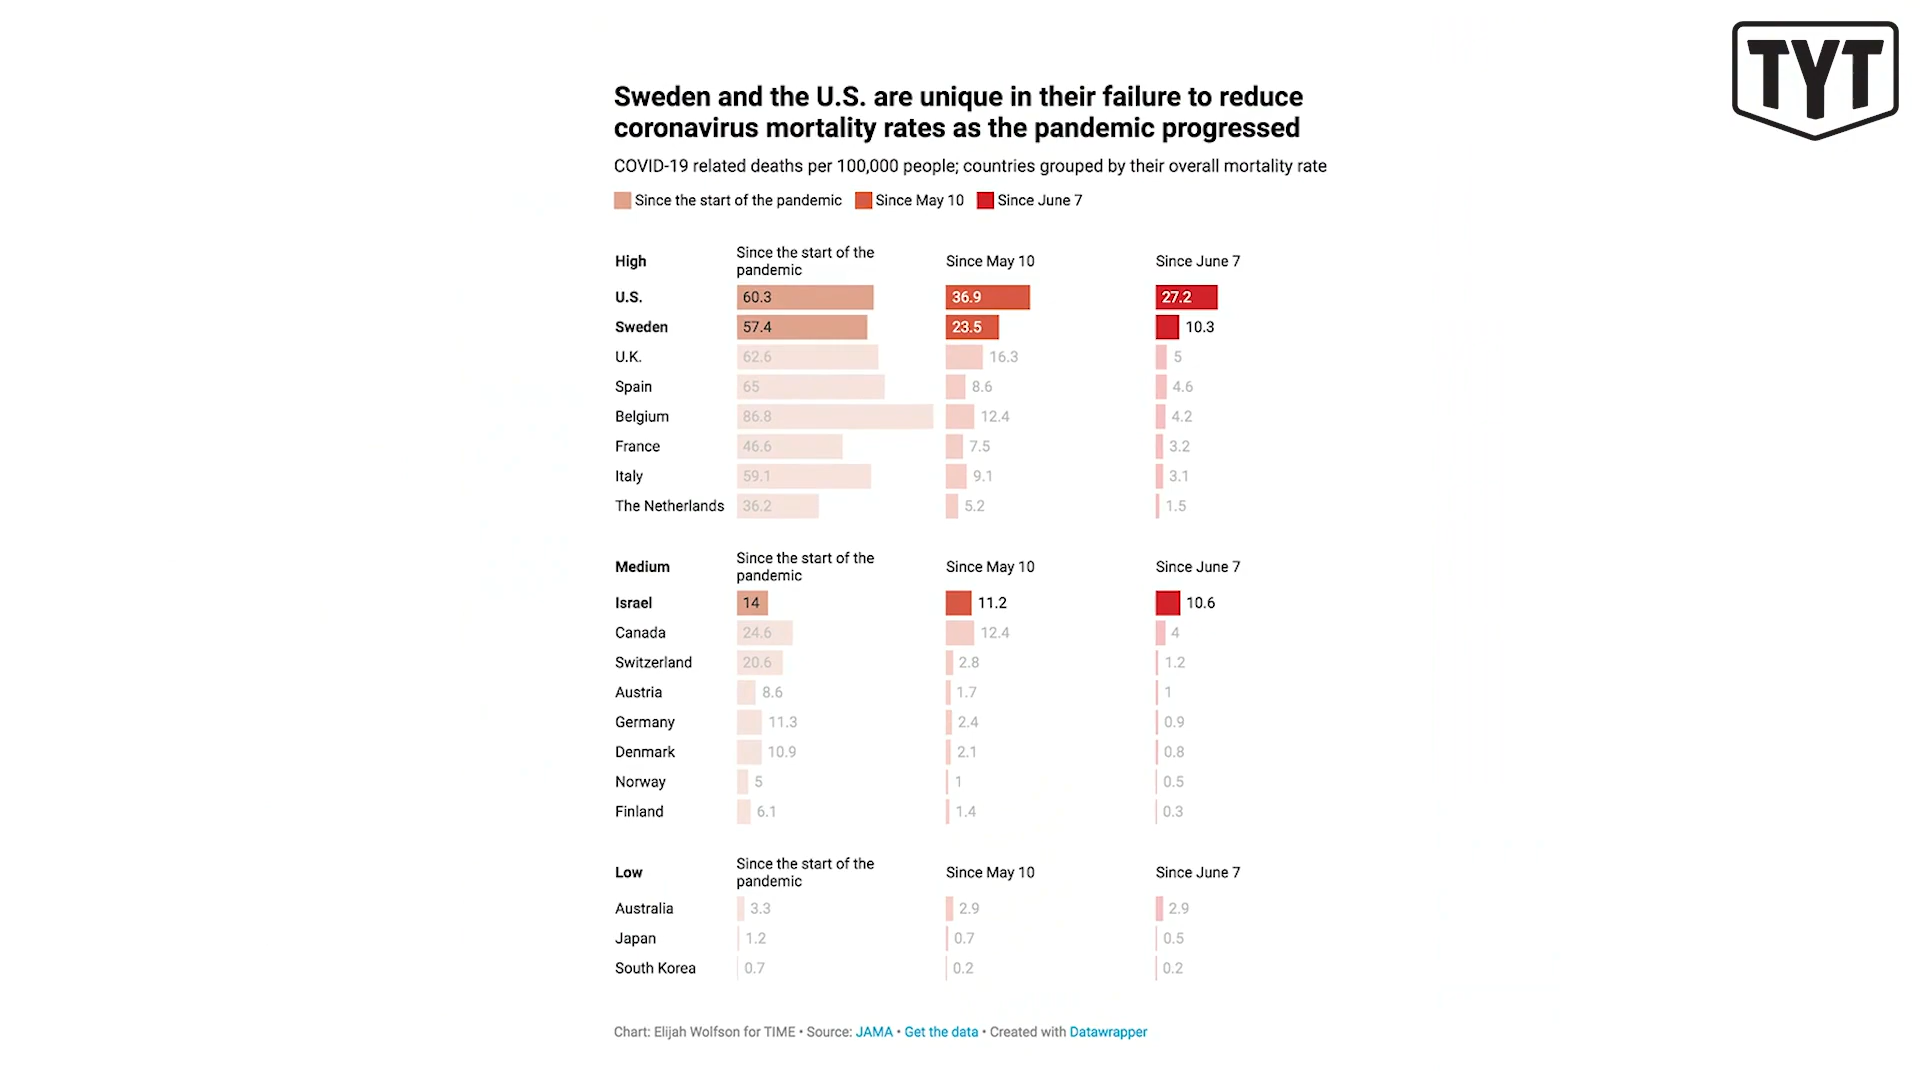 TYT
Sweden and the U.S. are unique in their failure to reduce
coronavirus mortality rates as the pandemic progressed
COVID-19 related deaths per 100,000 people; countries grouped by their overall mortality rate
Since the start of the pandemic Since May 10 Since June 7
High Since the start of the pandemic Since May 10 Since June 7
U.S. 60.3 36.9 27.2
Sweden 57.4 23.5 10.3
U.K. 62.6 16.3 5
Spain 65 8.6 4.6
Belgium 86.8 12.4 4.2
France 46.6 7.5 3.2
Italy 59.1 9.1 3.1
The Netherlands 36.2 5.2 1.5
Medium Since the start of the pandemic Since May 10 Since June 7
Israel 14 11.2 10.6
Canada 24.6 12.4 4
Switzerland 20.6 2.8 1.2
Austria 8.6 1.7 1
Germany 11.3 2.4 0.9
Denmark 10.9 2.1 0.8
Norway 5 1 0.5
Finland 6.1 1.4 0.3
Low Since the start of the pandemic Since May 10 Since June 7
Australia 3.3 2.9 2.9
Japan 1.2 0.7 0.5
South Korea 0.7 0.2 0.2
Chart: Elijah Wolfson for TIME • Source: JAMA • Get the data • Created with Datawrapper